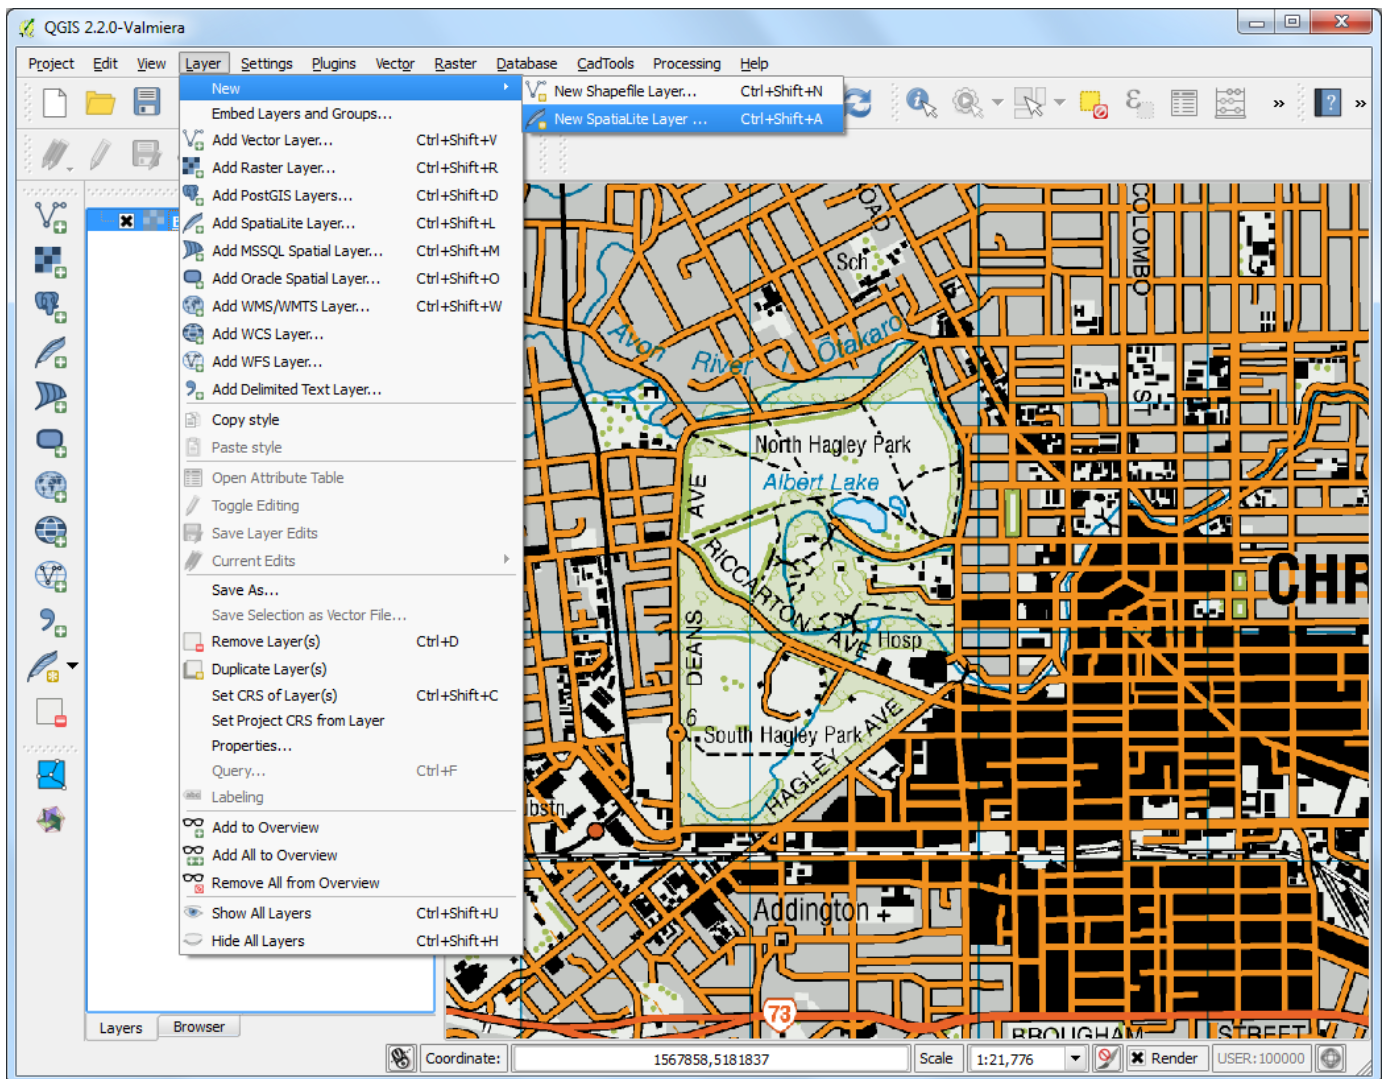 QGIS 2.2.0-Valmiera
Project Edit View Layer Settings Plugins Vector Raster Database CadTools Processing Help
New
New Shapefile Layer... Ctrl+Shift+N
New SpatiaLite Layer ... Ctrl+Shift+A
Embed Layers and Groups...
Add Vector Layer... Ctrl+Shift+V
Add Raster Layer... Ctrl+Shift+R
Add PostGIS Layers... Ctrl+Shift+D
Add SpatiaLite Layer... Ctrl+Shift+L
Add MSSQL Spatial Layer... Ctrl+Shift+M
Add Oracle Spatial Layer... Ctrl+Shift+O
Add WMS/WMTS Layer... Ctrl+Shift+W
Add WCS Layer...
Add WFS Layer...
Add Delimited Text Layer...
Copy style
Paste style
Open Attribute Table
Toggle Editing
Save Layer Edits
Current Edits
Save As...
Save Selection as Vector File...
Remove Layer(s) Ctrl+D
Duplicate Layer(s)
Set CRS of Layer(s) Ctrl+Shift+C
Set Project CRS from Layer
Properties...
Query... Ctrl+F
Labeling
Add to Overview
Add All to Overview
Remove All from Overview
Show All Layers Ctrl+Shift+U
Hide All Layers Ctrl+Shift+H
Layers Browser
OAD
COLOMBO
Sch
Avon River / Ōtakaro
ST
North Hagley Park
Albert Lake
AVE
RICCARTON AVE
CHR
DEANS
Hosp
6
South Hagley Park
HAGLEY AVE
ubstn
Addington
73
BROUGHAM STREET
Coordinate: 1567858,5181837 Scale 1:21,776 Render USER:100000